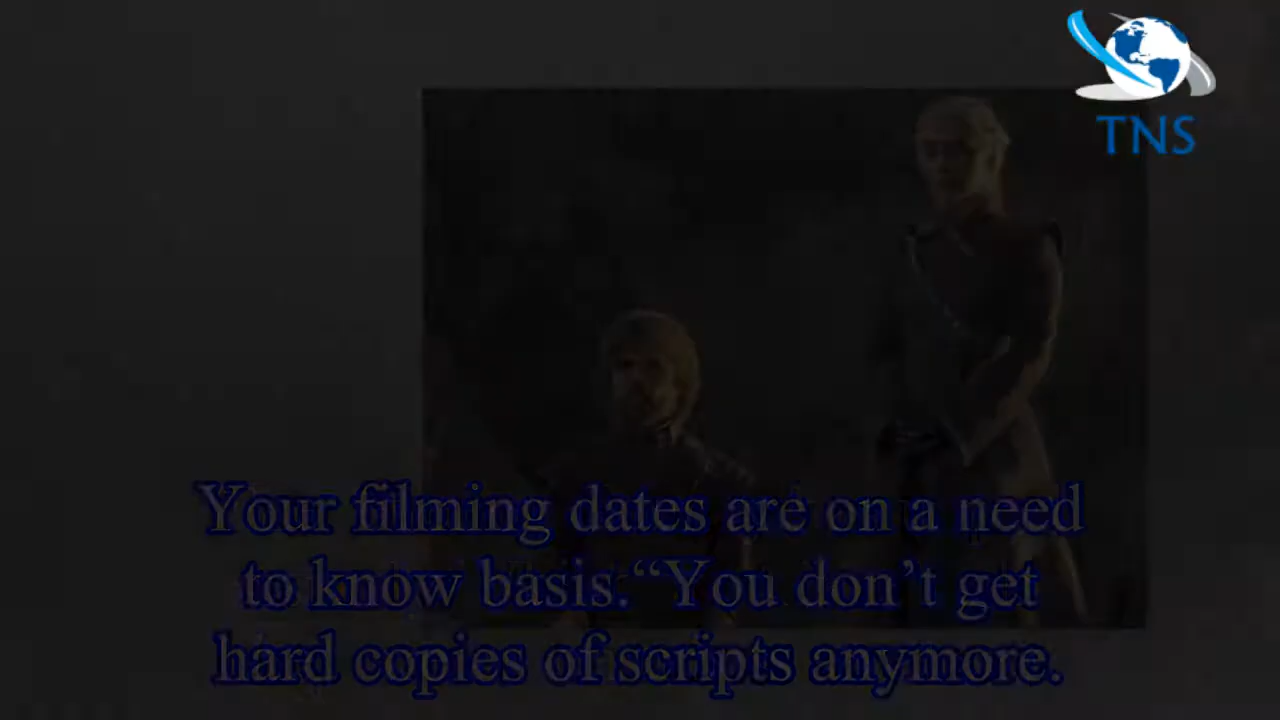 TNS
Your filming dates are on a need
to know basis.“You don’t get
hard copies of scripts anymore.